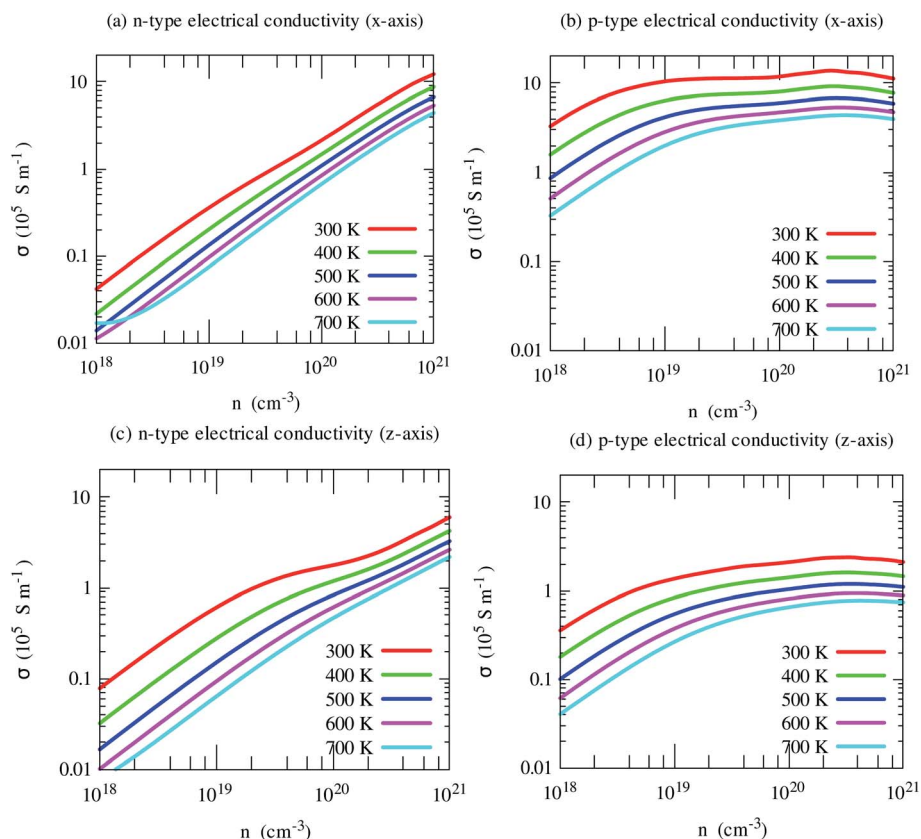 (a) n-type electrical conductivity (x-axis)
10
1
0.1
0.01
σ (10⁵ S m⁻¹)
300 K
400 K
500 K
600 K
700 K
10¹⁸
10¹⁹
10²⁰
10²¹
n (cm⁻³)
(b) p-type electrical conductivity (x-axis)
10
1
0.1
0.01
σ (10⁵ S m⁻¹)
300 K
400 K
500 K
600 K
700 K
10¹⁸
10¹⁹
10²⁰
10²¹
n (cm⁻³)
(c) n-type electrical conductivity (z-axis)
10
1
0.1
0.01
σ (10⁵ S m⁻¹)
300 K
400 K
500 K
600 K
700 K
10¹⁸
10¹⁹
10²⁰
10²¹
n (cm⁻³)
(d) p-type electrical conductivity (z-axis)
10
1
0.1
0.01
σ (10⁵ S m⁻¹)
300 K
400 K
500 K
600 K
700 K
10¹⁸
10¹⁹
10²⁰
10²¹
n (cm⁻³)